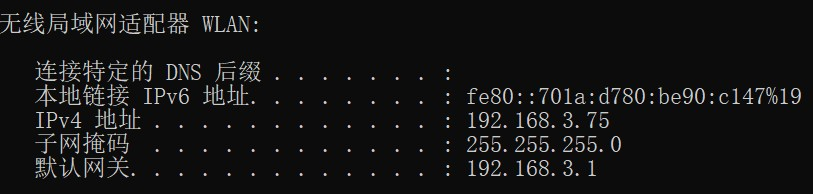 无线局域网适配器 WLAN:
连接特定的 DNS 后缀 . . . . . . . :
本地链接 IPv6 地址. . . . . . . . : fe80::701a:d780:be90:c147%19
IPv4 地址 . . . . . . . . . . . . : 192.168.3.75
子网掩码 . . . . . . . . . . . . : 255.255.255.0
默认网关. . . . . . . . . . . . . : 192.168.3.1